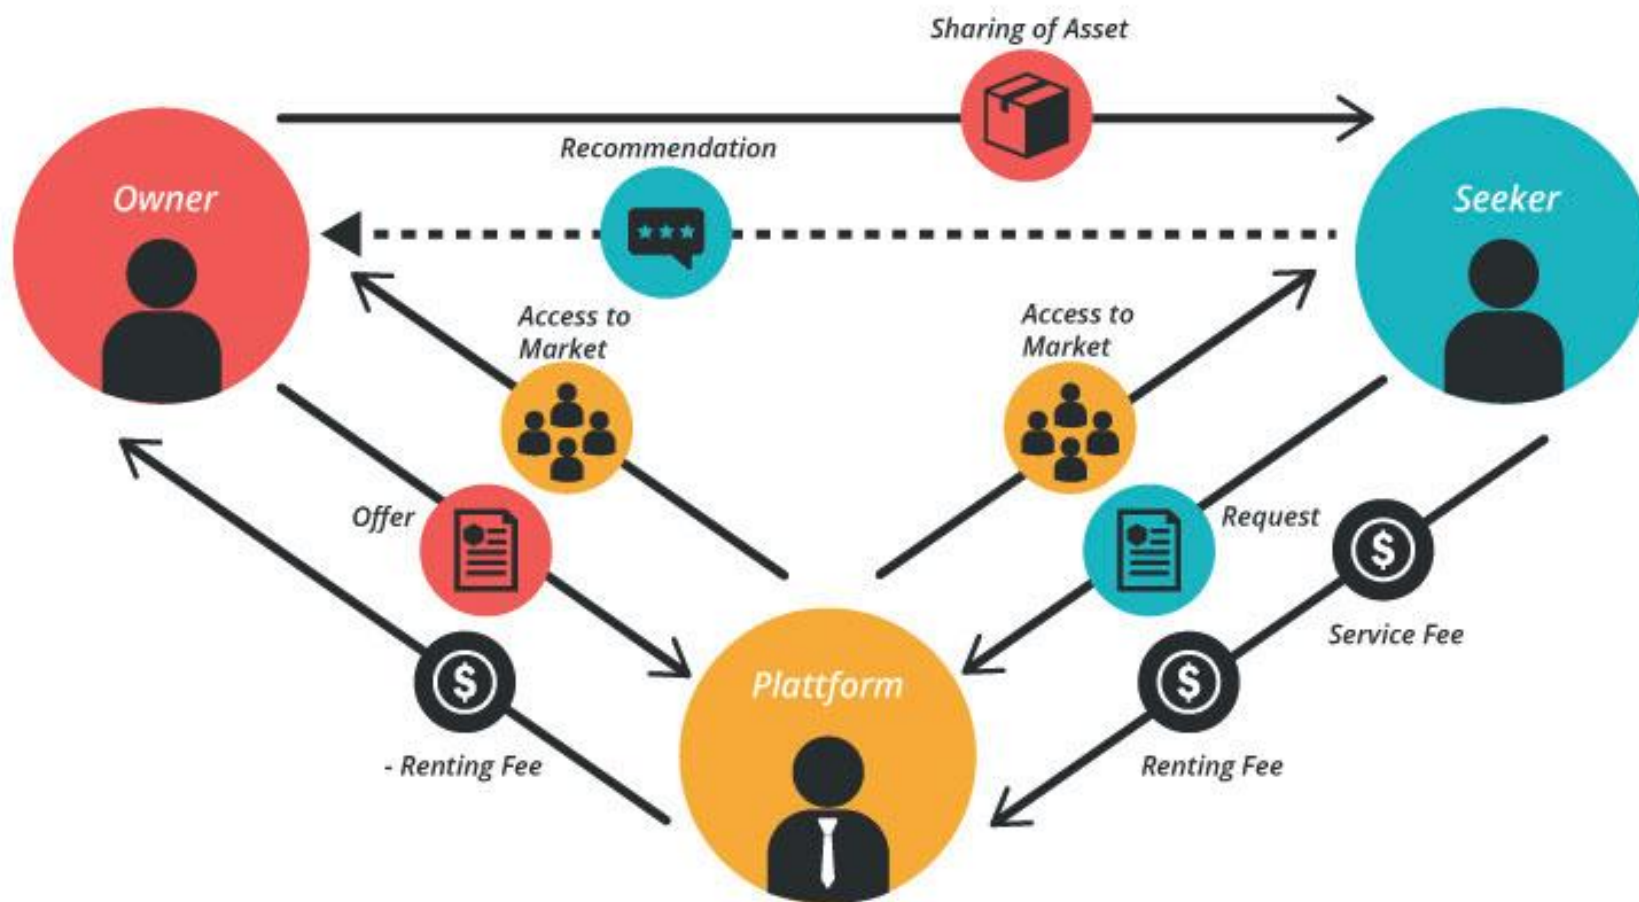 Sharing of Asset
Recommendation
Owner
Seeker
Access to
Market
Access to
Market
Offer
Request
Service Fee
Plattform
- Renting Fee
Renting Fee